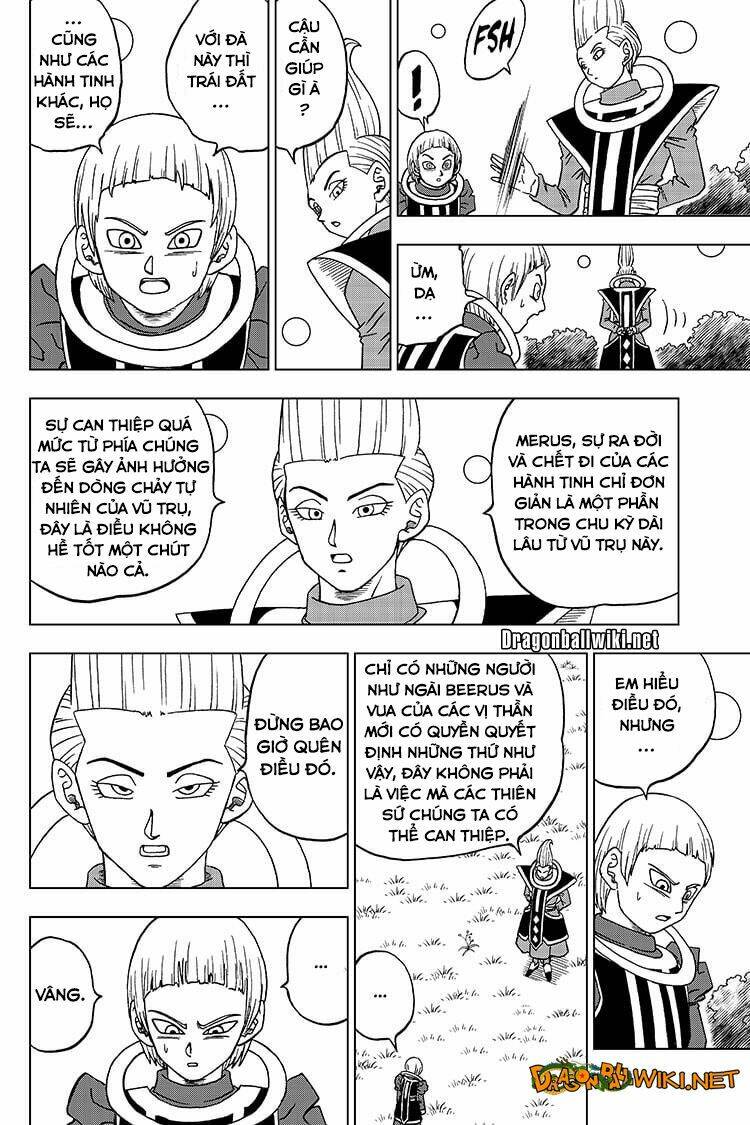 FSH
!
ỪM,
DẠ
...
CẬU
CẦN
GIÚP
GÌ À
?
VỚI ĐÀ
NÀY THÌ
TRÁI ĐẤT
...
...
CŨNG
NHƯ CÁC
HÀNH TINH
KHÁC, HỌ
SẼ...
MERUS, SỰ RA ĐỜI
VÀ CHẾT ĐI CỦA CÁC
HÀNH TINH CHỈ ĐƠN
GIẢN LÀ MỘT PHẦN
TRONG CHU KỲ DÀI
LÂU TỪ VŨ TRỤ NÀY.
SỰ CAN THIỆP QUÁ
MỨC TỪ PHÍA CHÚNG
TA SẼ GÂY ẢNH HƯỞNG
ĐẾN DÒNG CHẢY TỰ
NHIÊN CỦA VŨ TRỤ,
ĐÂY LÀ ĐIỀU KHÔNG
HỀ TỐT MỘT CHÚT
NÀO CẢ.
Dragonballwiki.net
EM HIỂU
ĐIỀU ĐÓ,
NHƯNG
...
CHỈ CÓ NHỮNG NGƯỜI
NHƯ NGÀI BEERUS VÀ
VUA CỦA CÁC VỊ THẦN
MỚI CÓ QUYỀN QUYẾT
ĐỊNH NHỮNG THỨ NHƯ
VẬY, ĐÂY KHÔNG PHẢI
LÀ VIỆC MÀ CÁC THIÊN
SỨ CHÚNG TA CÓ
THỂ CAN THIỆP.
...
ĐỪNG BAO
GIỜ QUÊN
ĐIỀU ĐÓ.
...
VÂNG.
DRAGON BALL WIKI.NET